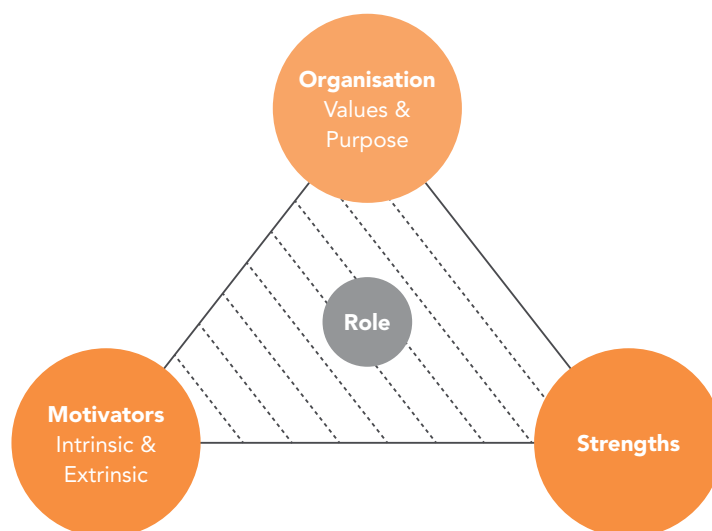 Organisation
Values &
Purpose
Role
Motivators
Intrinsic &
Extrinsic
Strengths